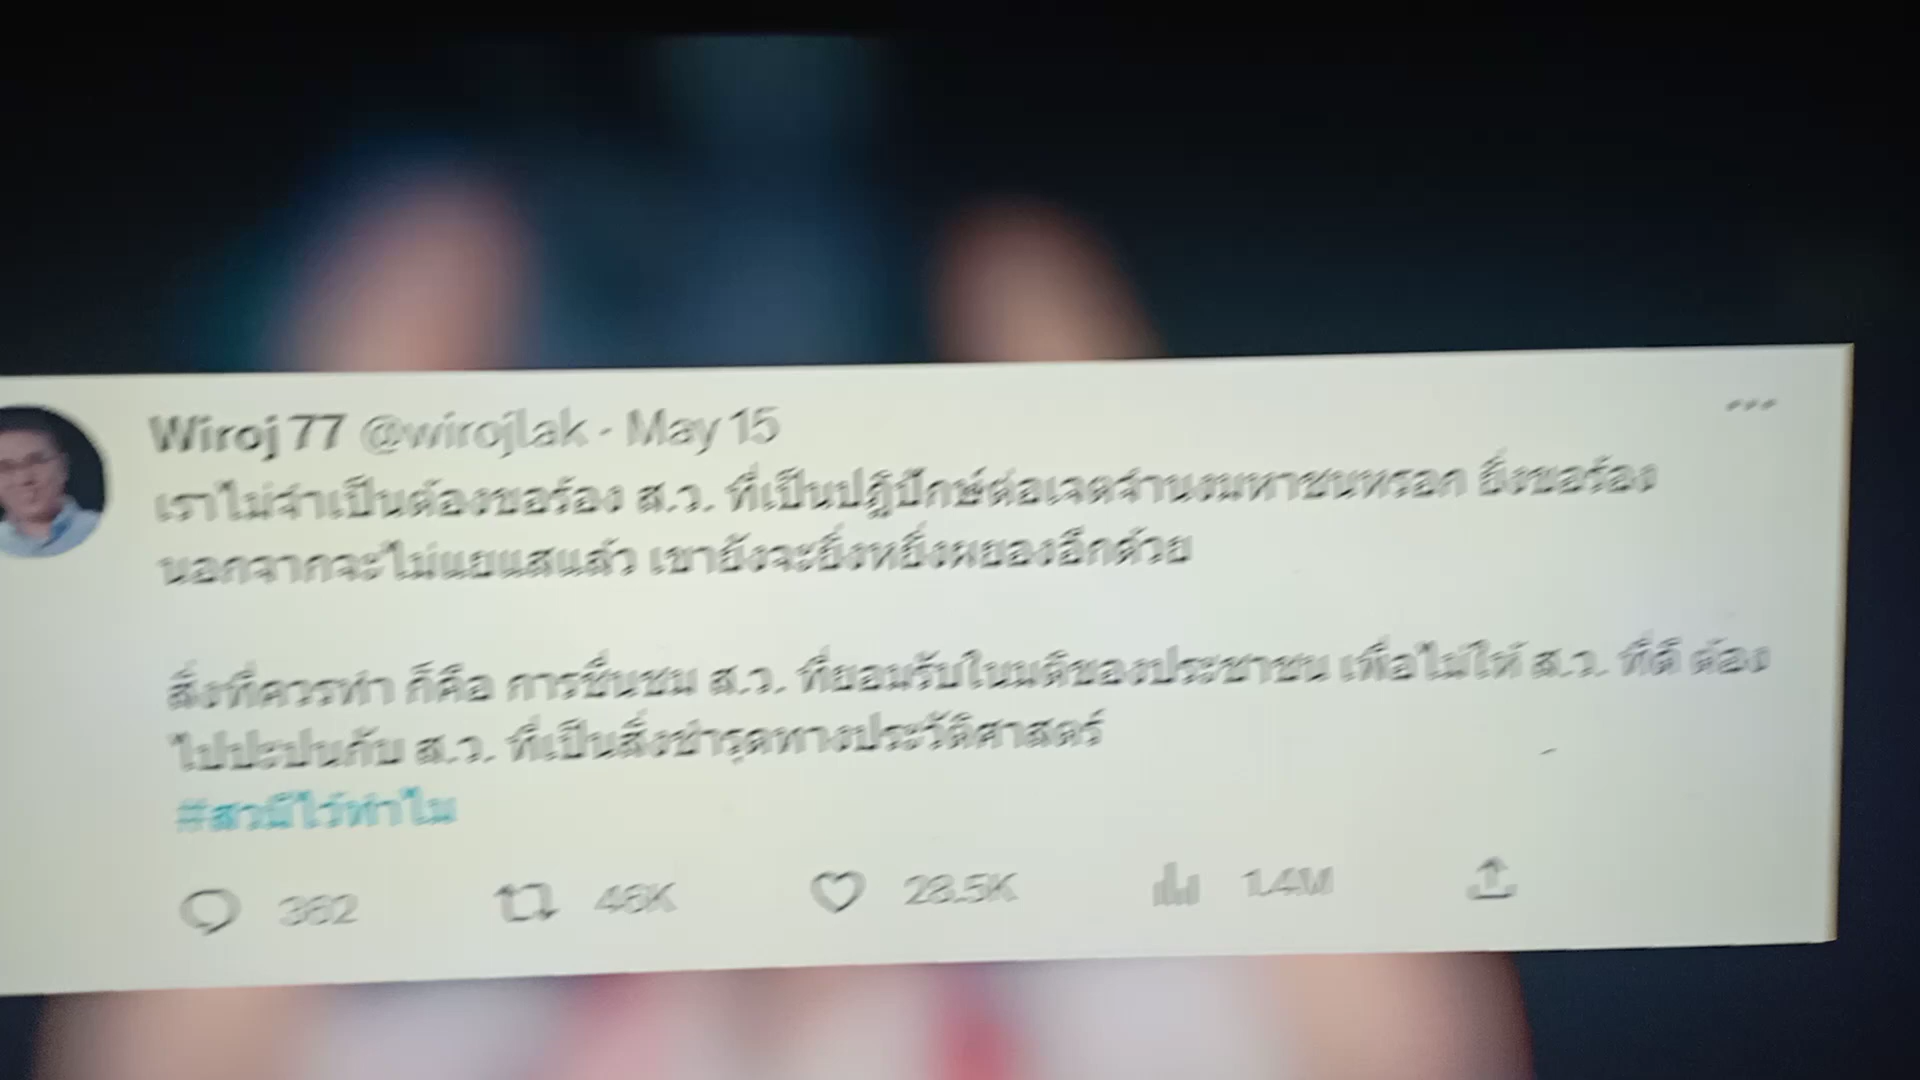 Wiroj 77 @wirojlak · May 15
เราไม่จำเป็นต้องขอร้อง ส.ว. ที่เป็นปฏิปักษ์ต่อเจตจำนงมหาชนหรอก ยิ่งขอร้อง
นอกจากจะไม่แยแสแล้ว เขายังจะยิ่งหยิ่งผยองอีกด้วย
สิ่งที่ควรทำ ก็คือ การชื่นชม ส.ว. ที่ยอมรับในมติของประชาชน เพื่อไม่ให้ ส.ว. ที่ดี ต้อง
ไปปะปนกับ ส.ว. ที่เป็นสิ่งชำรุดทางประวัติศาสตร์
#สวมีไว้ทำไม
362 46K 28.5K 1.4M